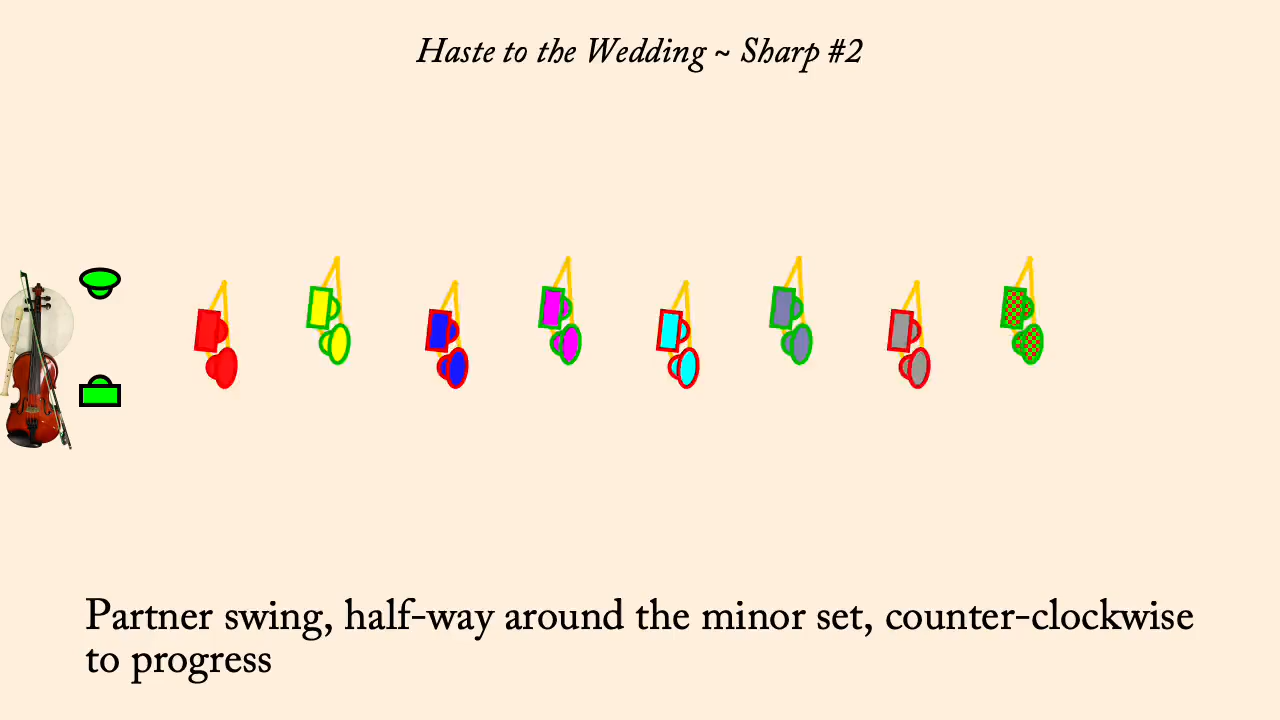 Haste to the Wedding ~ Sharp #2
Partner swing, half-way around the minor set, counter-clockwise
to progress